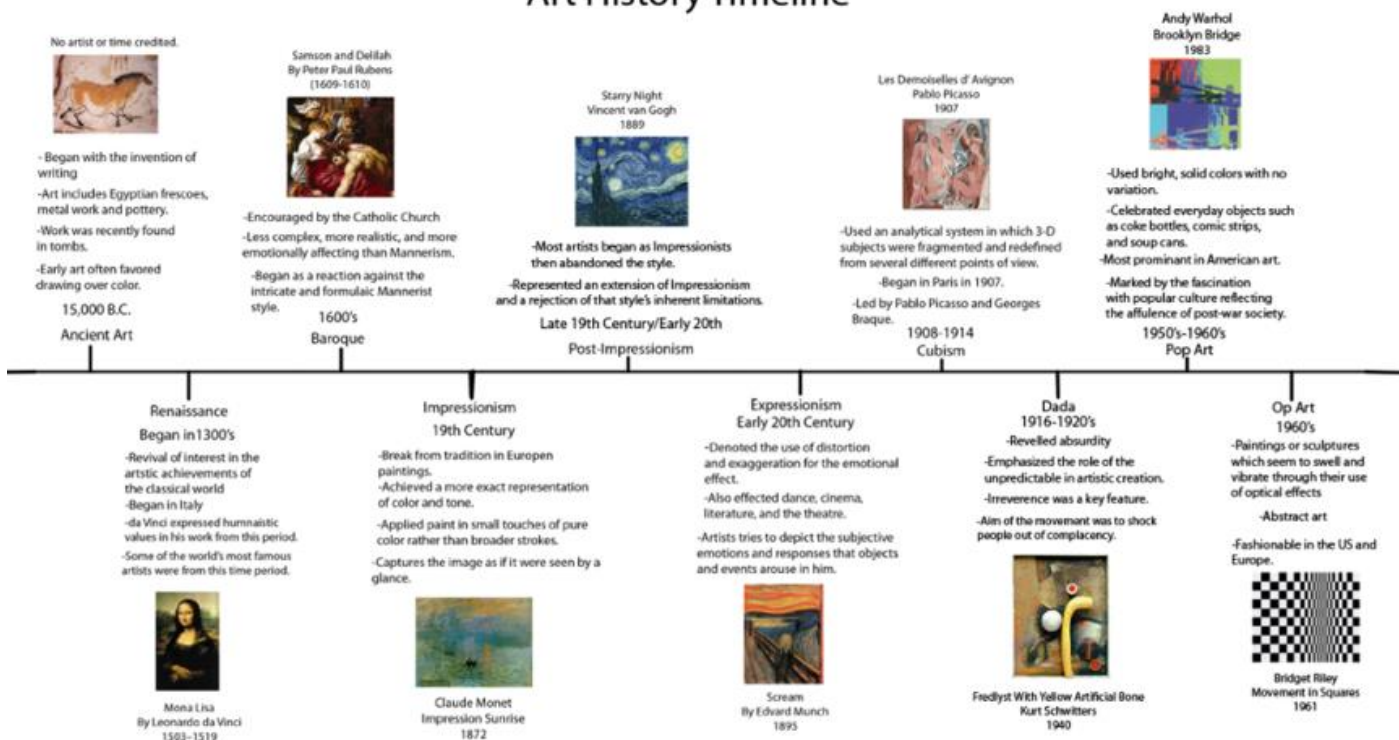 Art History Timeline
No artist or time credited.
- Began with the invention of
writing
-Art includes Egyptian frescoes,
metal work and pottery.
-Work was recently found
in tombs.
-Early art often favored
drawing over color.
15,000 B.C.
Ancient Art
Samson and Delilah
By Peter Paul Rubens
(1609-1610)
-Encouraged by the Catholic Church
-Less complex, more realistic, and more
emotionally affecting than Mannerism.
-Began as a reaction against the
intricate and formulaic Mannerist
style.
1600's
Baroque
Starry Night
Vincent van Gogh
1889
-Most artists began as Impressionists
then abandoned the style.
-Represented an extension of Impressionism
and a rejection of that style's inherent limitations.
Late 19th Century/Early 20th
Post-Impressionism
Les Demoiselles d' Avignon
Pablo Picasso
1907
-Used an analytical system in which 3-D
subjects were fragmented and redefined
from several different points of view.
-Began in Paris in 1907.
-Led by Pablo Picasso and Georges
Braque.
1908-1914
Cubism
Andy Warhol
Brooklyn Bridge
1983
-Used bright, solid colors with no
variation.
-Celebrated everyday objects such
as coke bottles, comic strips,
and soup cans.
-Most prominant in American art.
-Marked by the fascination
with popular culture reflecting
the affulence of post-war society.
1950's-1960's
Pop Art
Renaissance
Began in1300's
-Revival of interest in the
artstic achievements of
the classical world
-Began in Italy
-da Vinci expressed humnaistic
values in his work from this period.
-Some of the world's most famous
artists were from this time period.
Mona Lisa
By Leonardo da Vinci
1503-1519
Impressionism
19th Century
-Break from tradition in Europen
paintings.
-Achieved a more exact representation
of color and tone.
-Applied paint in small touches of pure
color rather than broader strokes.
-Captures the image as if it were seen by a
glance.
Claude Monet
Impression Sunrise
1872
Expressionism
Early 20th Century
-Denoted the use of distortion
and exaggeration for the emotional
effect.
-Also effected dance, cinema,
literature, and the theatre.
-Artists tries to depict the subjective
emotions and responses that objects
and events arouse in him.
Scream
By Edvard Munch
1895
Dada
1916-1920's
-Revelled absurdity
-Emphasized the role of the
unpredictable in artistic creation.
-Irreverence was a key feature.
-Aim of the movement was to shock
people out of complacency.
Fredlyst With Yellow Artificial Bone
Kurt Schwitters
1940
Op Art
1960's
-Paintings or sculptures
which seem to swell and
vibrate through their use
of optical effects
-Abstract art
-Fashionable in the US and
Europe.
Bridget Riley
Movement in Squares
1961